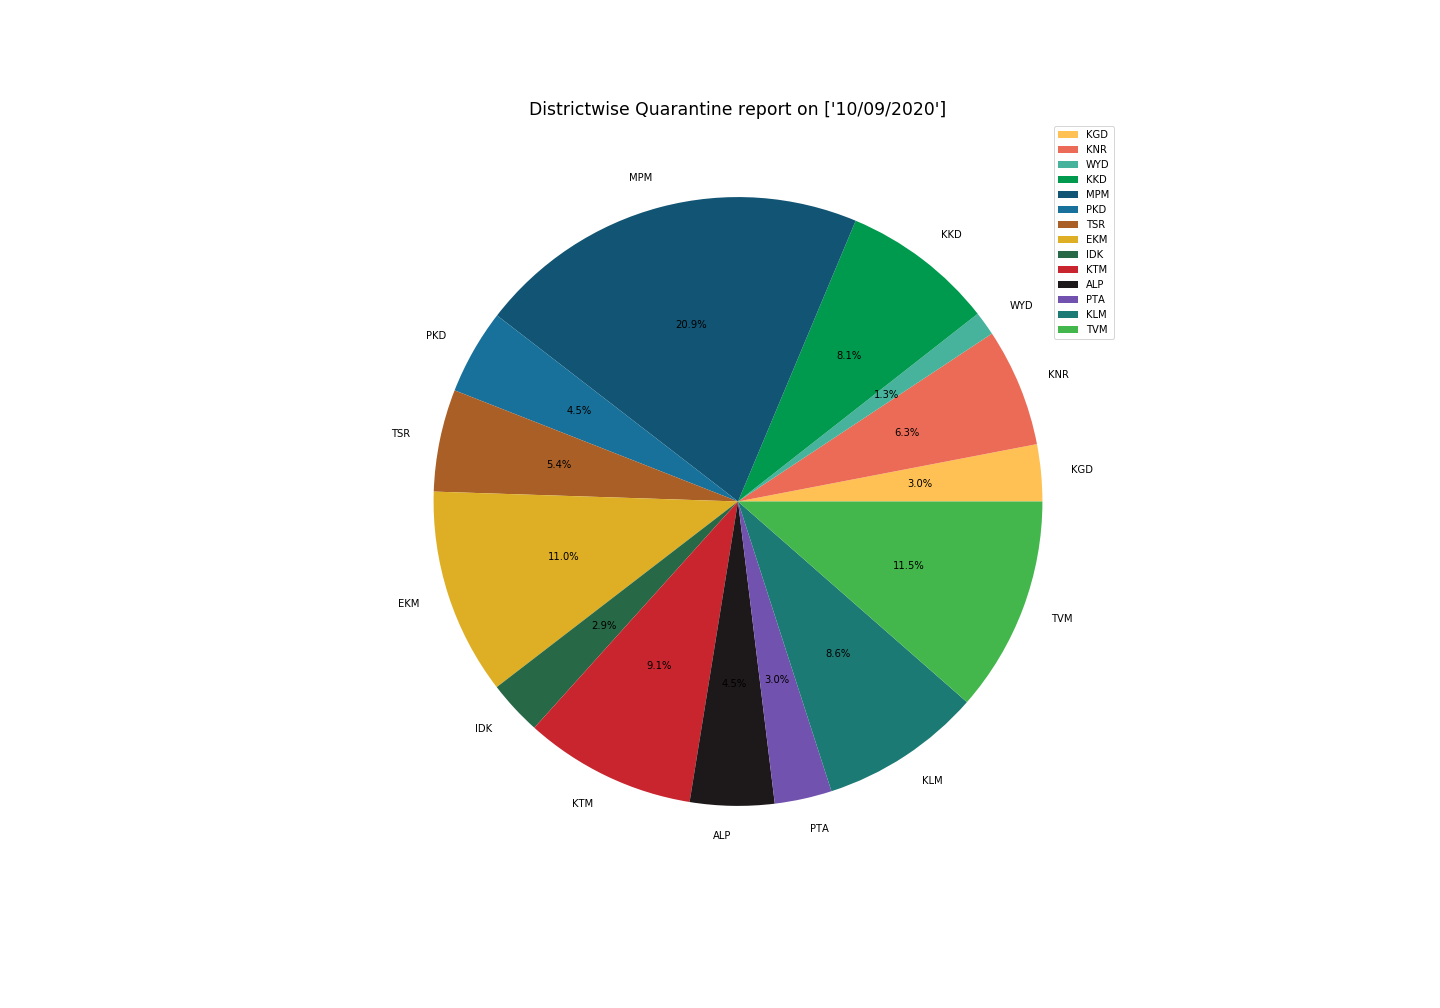 Districtwise Quarantine report on ['10/09/2020']
KGD
KNR
WYD
KKD
MPM
PKD
TSR
EKM
IDK
KTM
ALP
PTA
KLM
TVM
MPM
KKD
WYD
PKD
KNR
TSR
KGD
EKM
TVM
IDK
KLM
KTM
PTA
ALP
20.9%
8.1%
1.3%
4.5%
6.3%
5.4%
3.0%
11.0%
11.5%
2.9%
8.6%
9.1%
3.0%
4.5%